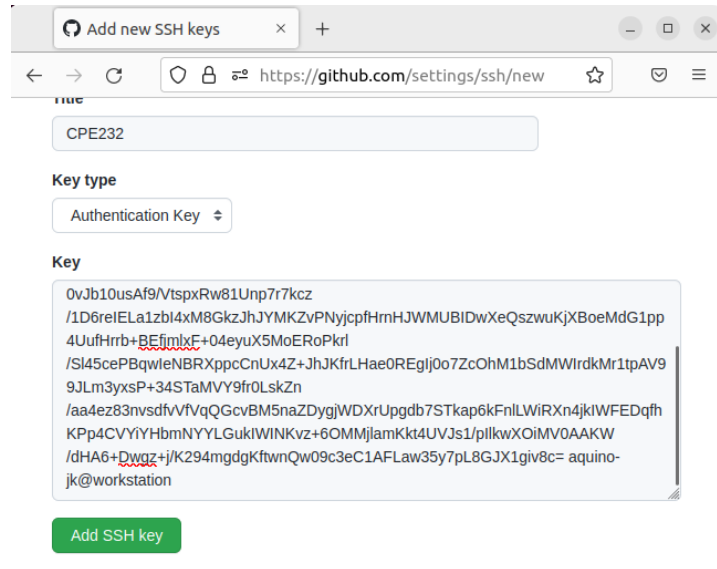 Add new SSH keys
https://github.com/settings/ssh/new
Title
CPE232
Key type
Authentication Key
Key
0vJb10usAf9/VtspxRw81Unp7r7kcz
/1D6reIELa1zbI4xM8GkzJhJYMKZvPNyjcpfHrnHJWMUBIDwXeQszwuKjXBoeMdG1pp
4UufHrrb+BEfjmlxF+04eyuX5MoERoPkrl
/Sl45cePBqwIeNBRXppcCnUx4Z+JhJKfrLHae0REgIj0o7ZcOhM1bSdMWIrdkMr1tpAV9
9JLm3yxsP+34STaMVY9fr0LskZn
/aa4ez83nvsdfvVfVqQGcvBM5naZDygjWDXrUpgdb7STkap6kFnlLWiRXn4jkIWFEDqfh
KPp4CVYiYHbmNYYLGukIWINKvz+6OMMjlamKkt4UVJs1/pIlkwXOiMV0AAKW
/dHA6+Dwgz+j/K294mgdgKftwnQw09c3eC1AFLaw35y7pL8GJX1giv8c= aquino-
jk@workstation
Add SSH key